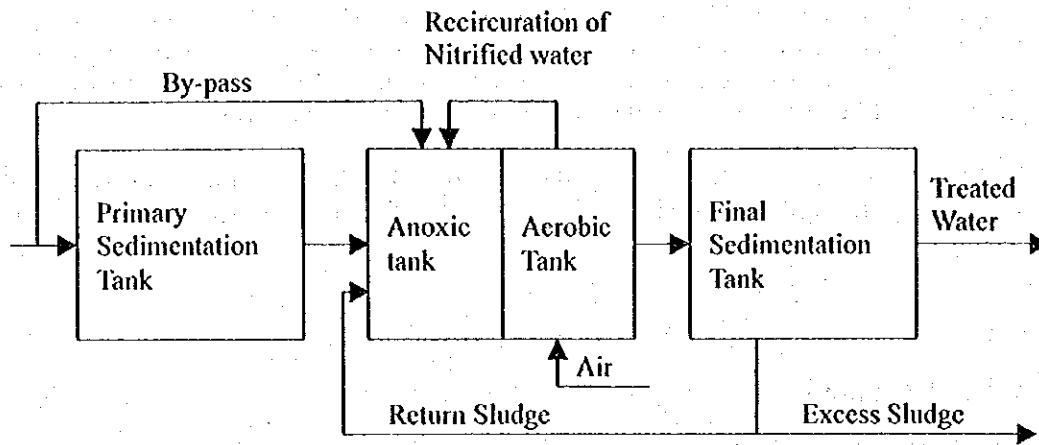 Recircuration of
Nitrified water
By-pass
Primary
Sedimentation
Tank
Anoxic
tank
Aerobic
Tank
Final
Sedimentation
Tank
Treated
Water
Air
Return Sludge
Excess Sludge